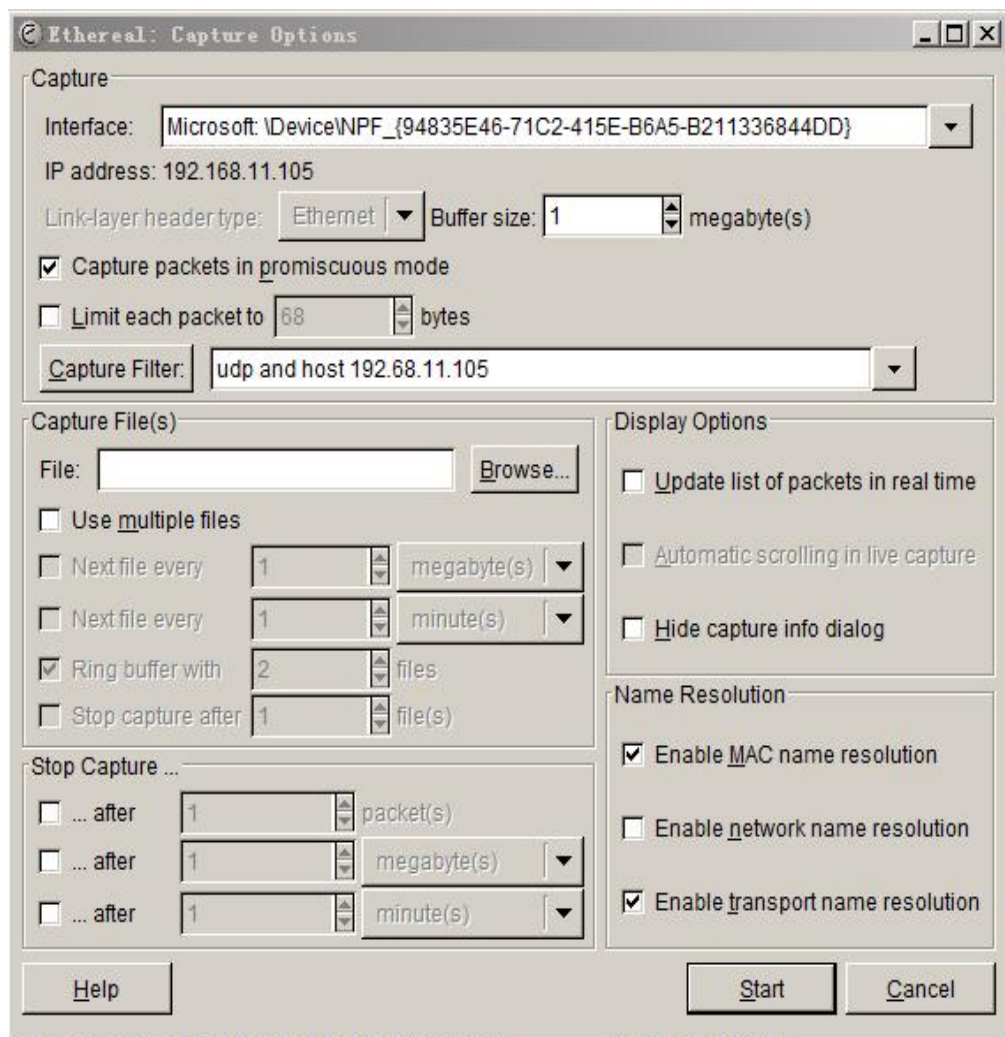 Ethereal: Capture Options
Capture
Interface: Microsoft: \Device\NPF_{94835E46-71C2-415E-B6A5-B211336844DD}
IP address: 192.168.11.105
Link-layer header type: Ethernet Buffer size: 1 megabyte(s)
Capture packets in promiscuous mode
Limit each packet to 68 bytes
Capture Filter: udp and host 192.68.11.105
Capture File(s)
File: Browse...
Use multiple files
Next file every 1 megabyte(s)
Next file every 1 minute(s)
Ring buffer with 2 files
Stop capture after 1 file(s)
Stop Capture ...
... after 1 packet(s)
... after 1 megabyte(s)
... after 1 minute(s)
Display Options
Update list of packets in real time
Automatic scrolling in live capture
Hide capture info dialog
Name Resolution
Enable MAC name resolution
Enable network name resolution
Enable transport name resolution
Help Start Cancel